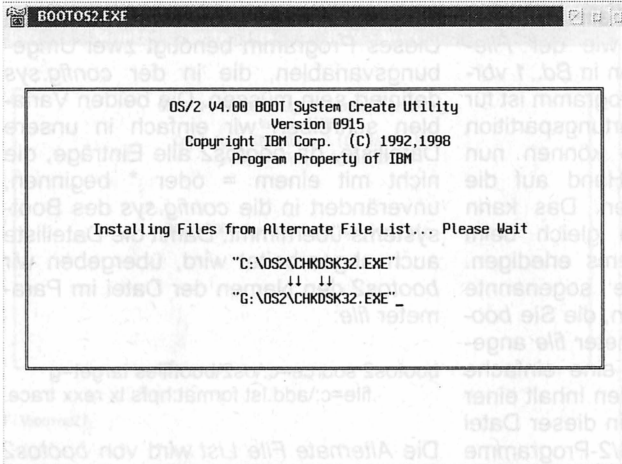 BOOTOS2.EXE
OS/2 V4.00 BOOT System Create Utility
Version 0915
Copyright IBM Corp. (C) 1992,1998
Program Property of IBM
Installing Files from Alternate File List... Please Wait
"C:\OS2\CHKDSK32.EXE"
↓↓ ↓↓
"G:\OS2\CHKDSK32.EXE"_